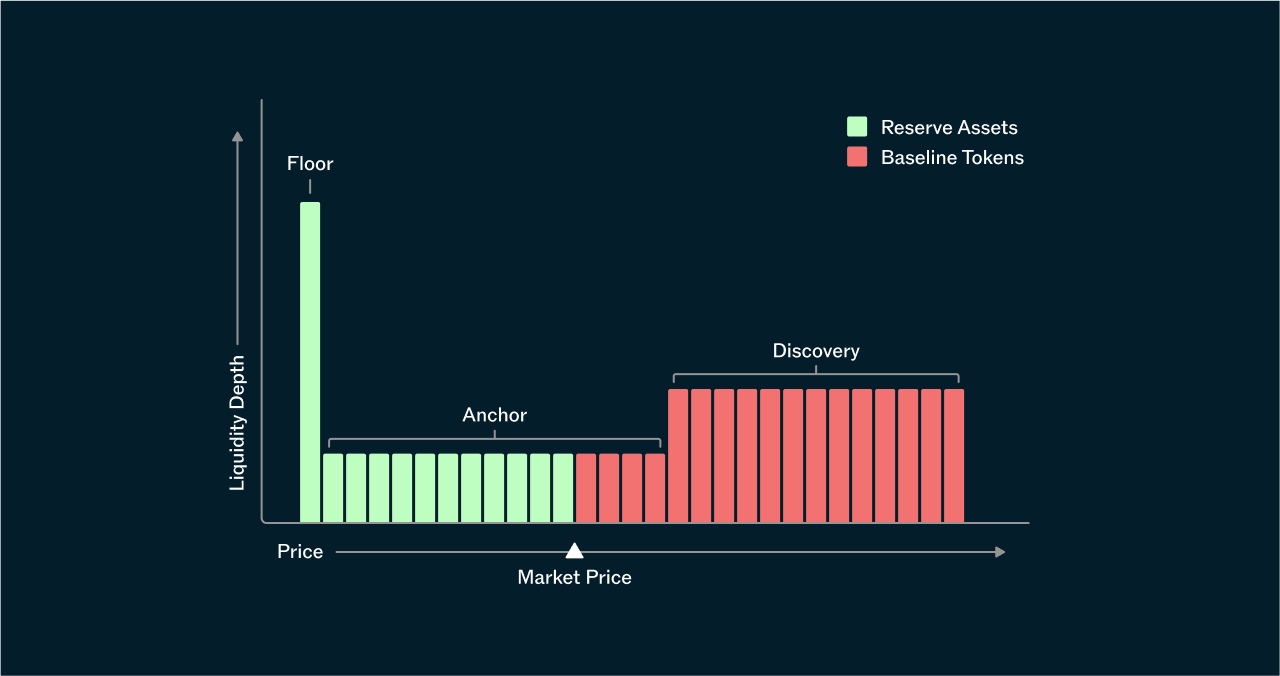 Reserve Assets
Baseline Tokens
Floor
Discovery
Anchor
Liquidity Depth
Price
Market Price